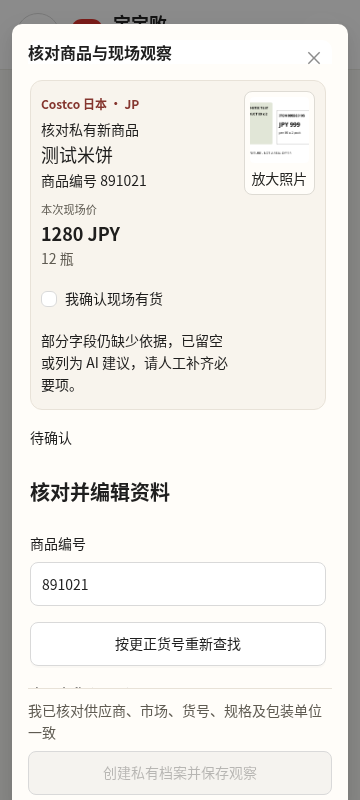 核对商品与现场观察
Costco 日本 · JP
核对私有新商品
测试米饼
商品编号 891021
本次现场价
1280 JPY
12 瓶
JPY 999
放大照片
我确认现场有货
部分字段仍缺少依据，已留空
或列为 AI 建议，请人工补齐必
要项。
待确认
核对并编辑资料
商品编号
891021
按更正货号重新查找
我已核对供应商、市场、货号、规格及包装单位
一致
创建私有档案并保存观察